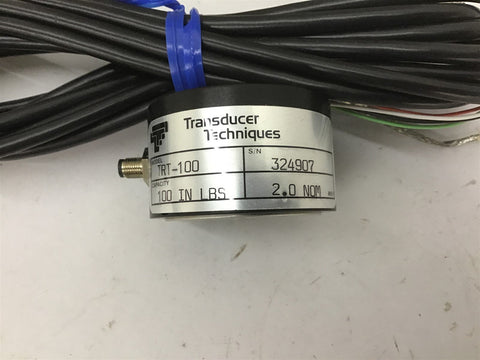 Transducer
Techniques
MODEL
TRT-100
S/N
324907
CAPACITY
100 IN LBS
2.0 NOM